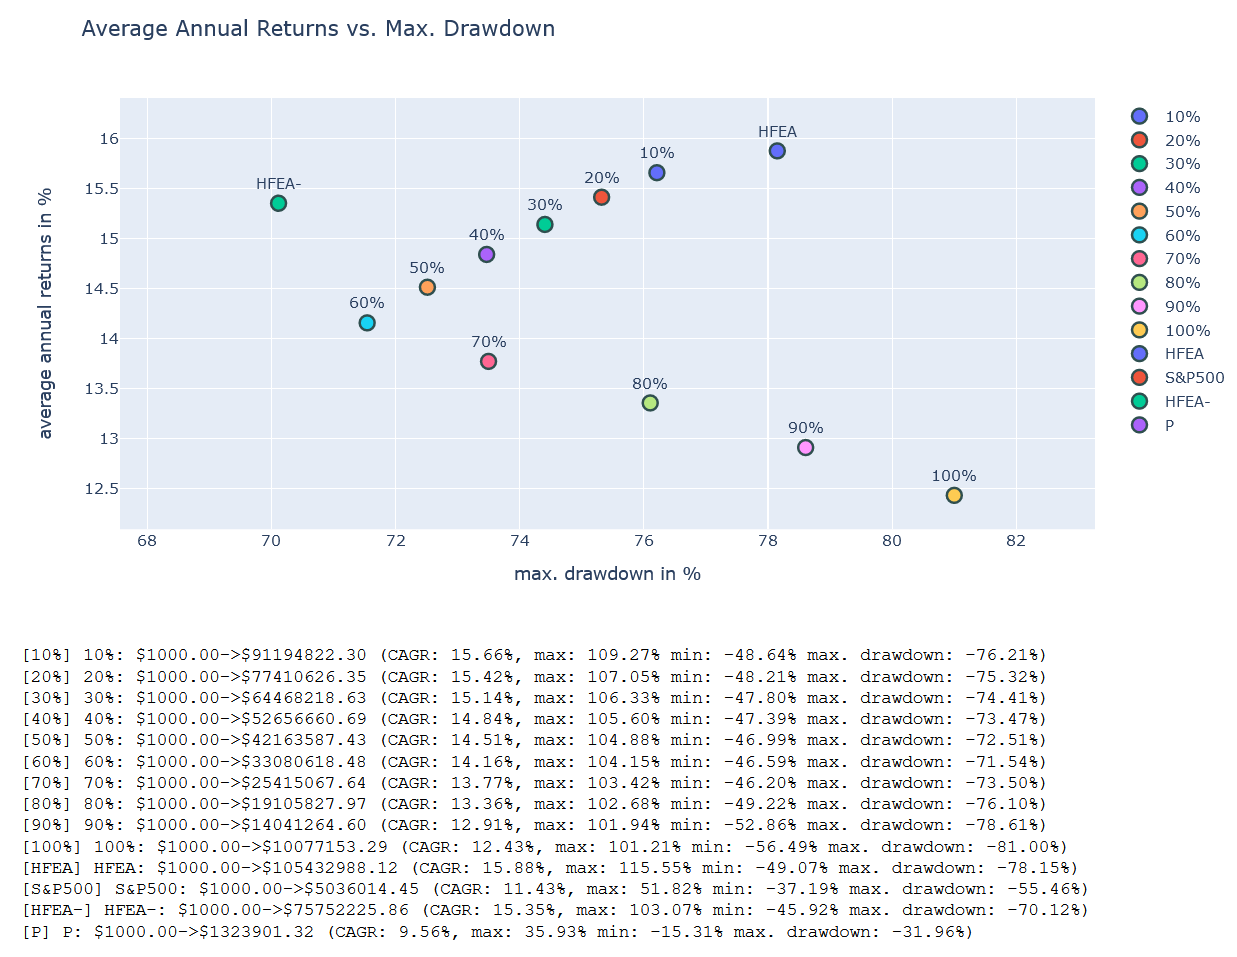 Average Annual Returns vs. Max. Drawdown
16
15.5
15
14.5
14
13.5
13
12.5
average annual returns in %
HFEA
10%
20%
HFEA-
30%
40%
50%
60%
70%
80%
90%
100%
68 70 72 74 76 78 80 82
max. drawdown in %
10%
20%
30%
40%
50%
60%
70%
80%
90%
100%
HFEA
S&P500
HFEA-
P
[10%] 10%: $1000.00->$91194822.30 (CAGR: 15.66%, max: 109.27% min: -48.64% max. drawdown: -76.21%)
[20%] 20%: $1000.00->$77410626.35 (CAGR: 15.42%, max: 107.05% min: -48.21% max. drawdown: -75.32%)
[30%] 30%: $1000.00->$64468218.63 (CAGR: 15.14%, max: 106.33% min: -47.80% max. drawdown: -74.41%)
[40%] 40%: $1000.00->$52656660.69 (CAGR: 14.84%, max: 105.60% min: -47.39% max. drawdown: -73.47%)
[50%] 50%: $1000.00->$42163587.43 (CAGR: 14.51%, max: 104.88% min: -46.99% max. drawdown: -72.51%)
[60%] 60%: $1000.00->$33080618.48 (CAGR: 14.16%, max: 104.15% min: -46.59% max. drawdown: -71.54%)
[70%] 70%: $1000.00->$25415067.64 (CAGR: 13.77%, max: 103.42% min: -46.20% max. drawdown: -73.50%)
[80%] 80%: $1000.00->$19105827.97 (CAGR: 13.36%, max: 102.68% min: -49.22% max. drawdown: -76.10%)
[90%] 90%: $1000.00->$14041264.60 (CAGR: 12.91%, max: 101.94% min: -52.86% max. drawdown: -78.61%)
[100%] 100%: $1000.00->$10077153.29 (CAGR: 12.43%, max: 101.21% min: -56.49% max. drawdown: -81.00%)
[HFEA] HFEA: $1000.00->$105432988.12 (CAGR: 15.88%, max: 115.55% min: -49.07% max. drawdown: -78.15%)
[S&P500] S&P500: $1000.00->$5036014.45 (CAGR: 11.43%, max: 51.82% min: -37.19% max. drawdown: -55.46%)
[HFEA-] HFEA-: $1000.00->$75752225.86 (CAGR: 15.35%, max: 103.07% min: -45.92% max. drawdown: -70.12%)
[P] P: $1000.00->$1323901.32 (CAGR: 9.56%, max: 35.93% min: -15.31% max. drawdown: -31.96%)